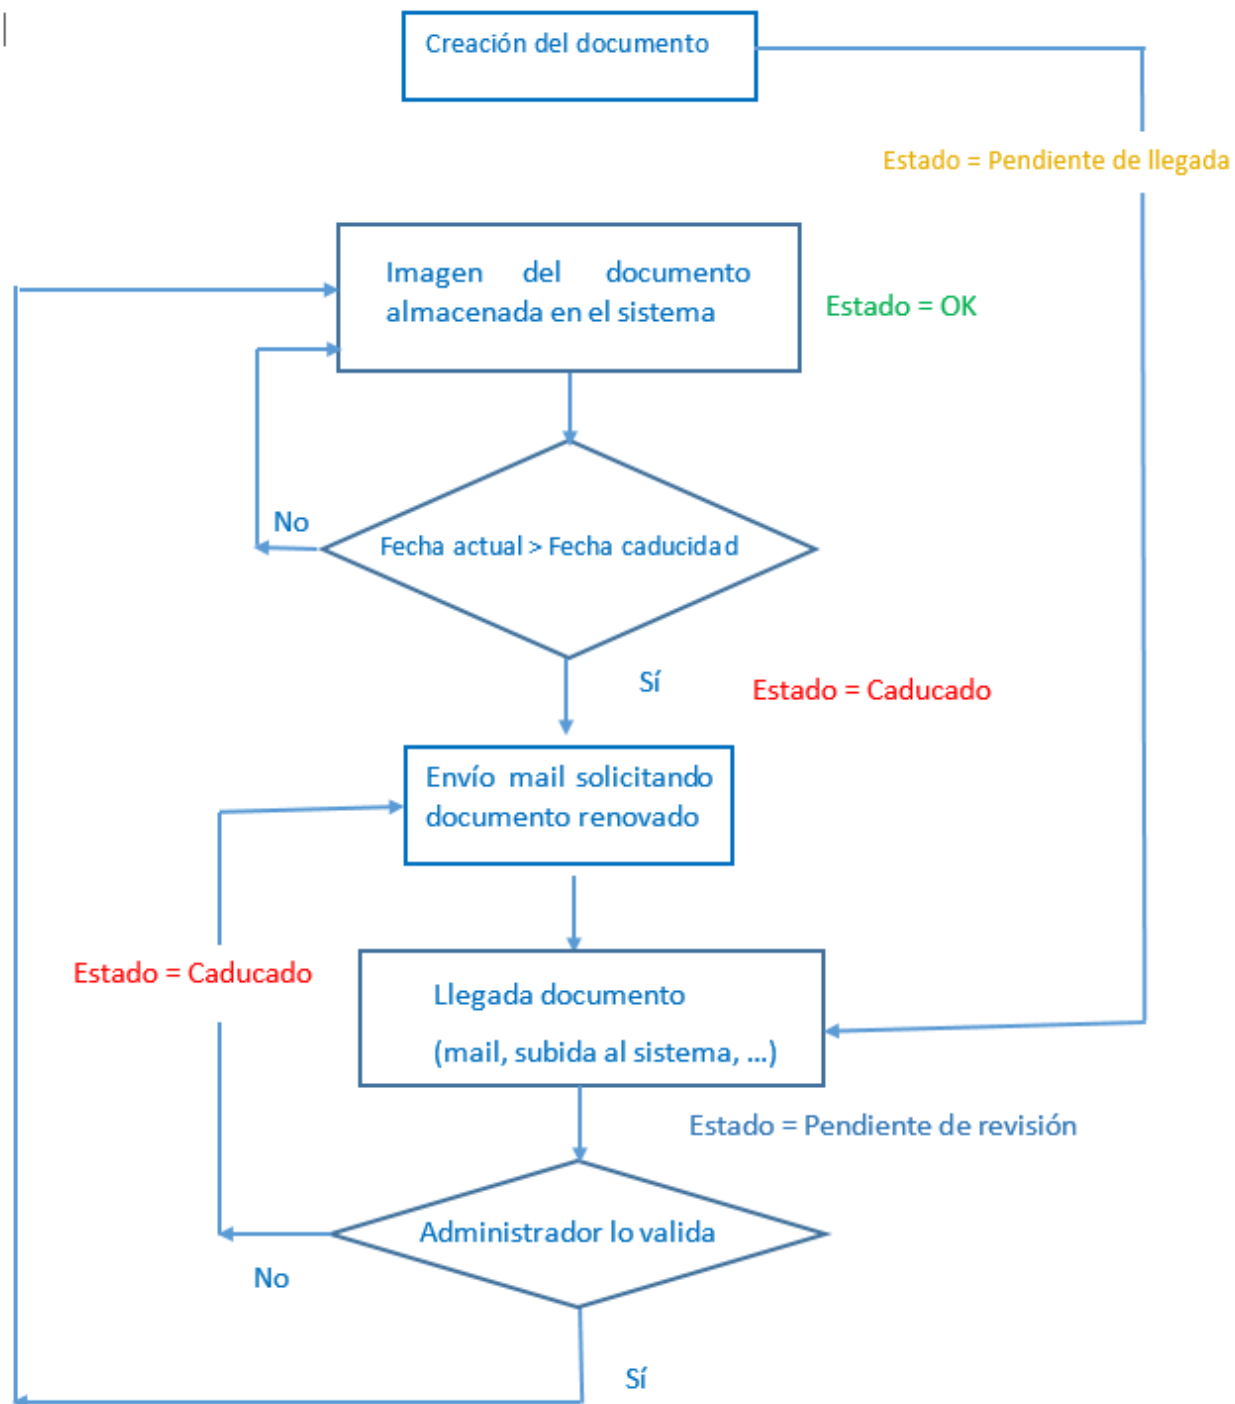 Creación del documento
Estado = Pendiente de llegada
Imagen del documento
almacenada en el sistema
Estado = OK
No
Fecha actual > Fecha caducidad
Sí
Estado = Caducado
Envío mail solicitando
documento renovado
Estado = Caducado
Llegada documento
(mail, subida al sistema, ...)
Estado = Pendiente de revisión
Administrador lo valida
No
Sí